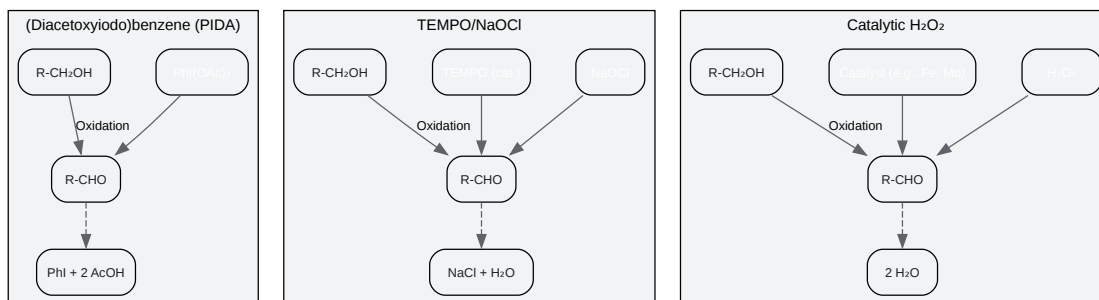 (Diacetoxyiodo)benzene (PIDA)
R-CH₂OH
PhI(OAc)₂
Oxidation
R-CHO
PhI + 2 AcOH
TEMPO/NaOCl
R-CH₂OH
TEMPO (cat.)
NaOCl
Oxidation
R-CHO
NaCl + H₂O
Catalytic H₂O₂
R-CH₂OH
Catalyst (e.g., Fe, Mo)
H₂O₂
Oxidation
R-CHO
2 H₂O